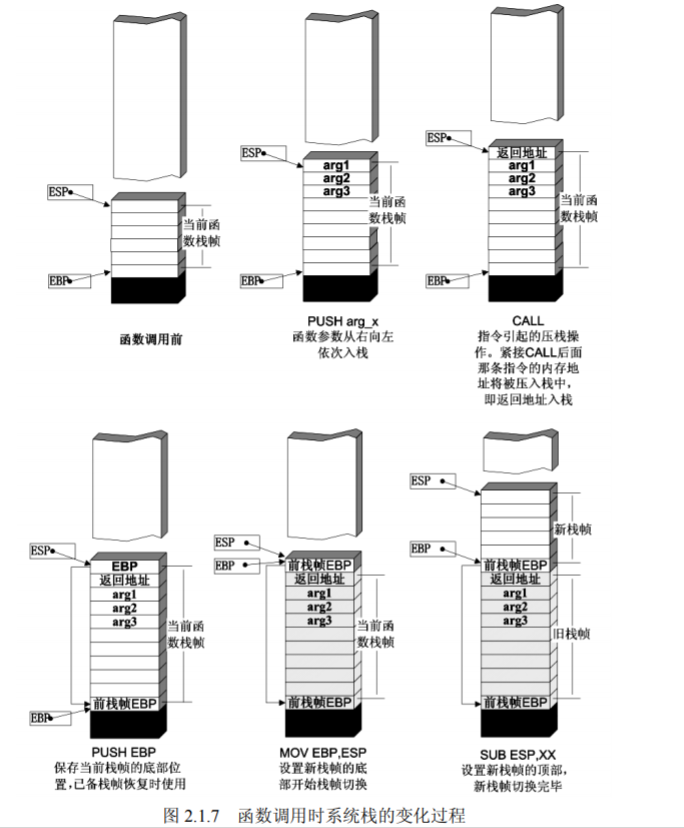 ESP
当前函
数栈帧
EBP
函数调用前
ESP
arg1
arg2
arg3
当前函
数栈帧
EBP
PUSH arg_x
函数参数从右向左
依次入栈
ESP
返回地址
arg1
arg2
arg3
当前函
数栈帧
EBP
CALL
指令引起的压栈操
作。紧接CALL后面
那条指令的内存地
址将被压入栈中，
即返回地址入栈
ESP
EBP
返回地址
arg1
arg2
arg3
当前函
数栈帧
前栈帧EBP
EBP
PUSH EBP
保存当前栈帧的底部位
置，已备栈帧恢复时使用
ESP
EBP
前栈帧EBP
返回地址
arg1
arg2
arg3
当前函
数栈帧
前栈帧EBP
MOV EBP,ESP
设置新栈帧的底
部开始栈帧切换
ESP
新栈帧
EBP
前栈帧EBP
返回地址
arg1
arg2
arg3
旧栈帧
前栈帧EBP
SUB ESP,XX
设置新栈帧的顶部，
新栈帧切换完毕
图 2.1.7 函数调用时系统栈的变化过程